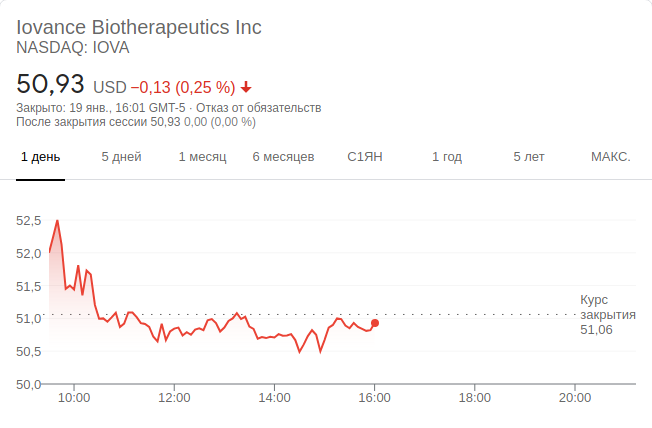 Iovance Biotherapeutics Inc
NASDAQ: IOVA
50,93 USD −0,13 (0,25 %)
Закрыто: 19 янв., 16:01 GMT-5 · Отказ от обязательств
После закрытия сессии 50,93 0,00 (0,00 %)
1 день 5 дней 1 месяц 6 месяцев С1ЯН 1 год 5 лет МАКС.
52,5
52,0
51,5
51,0
50,5
50,0
Курс
закрытия
51,06
10:00 12:00 14:00 16:00 18:00 20:00